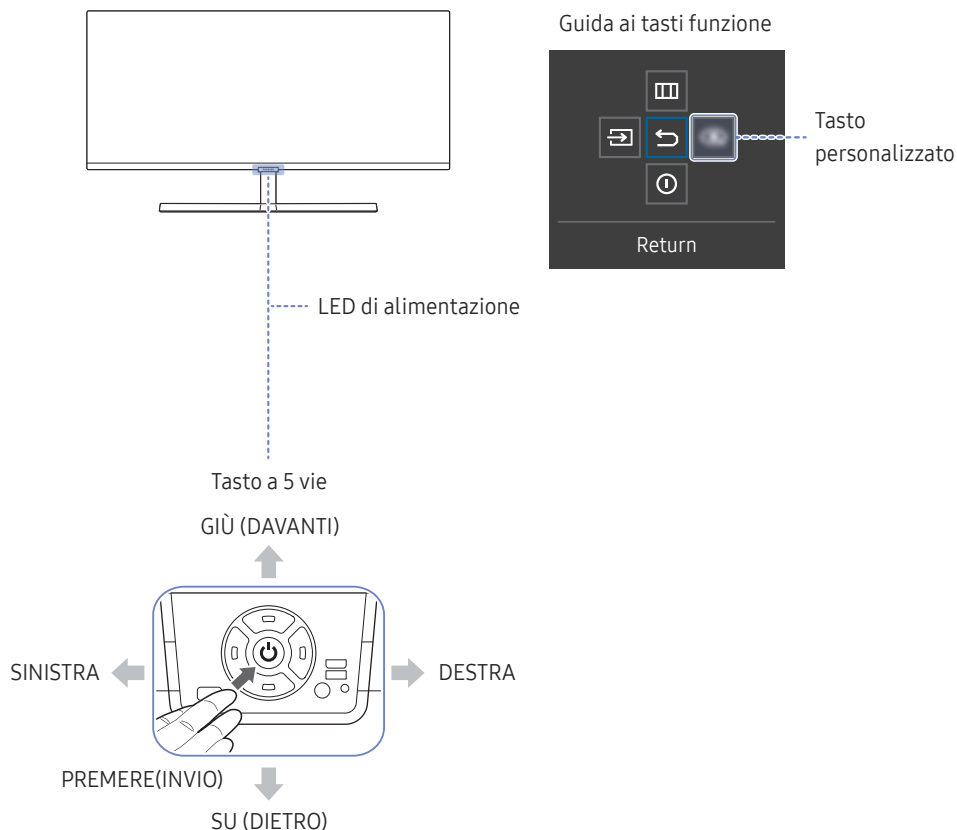 Guida ai tasti funzione
Tasto
personalizzato
Return
LED di alimentazione
Tasto a 5 vie
GIÙ (DAVANTI)
SINISTRA
DESTRA
PREMERE(INVIO)
SU (DIETRO)